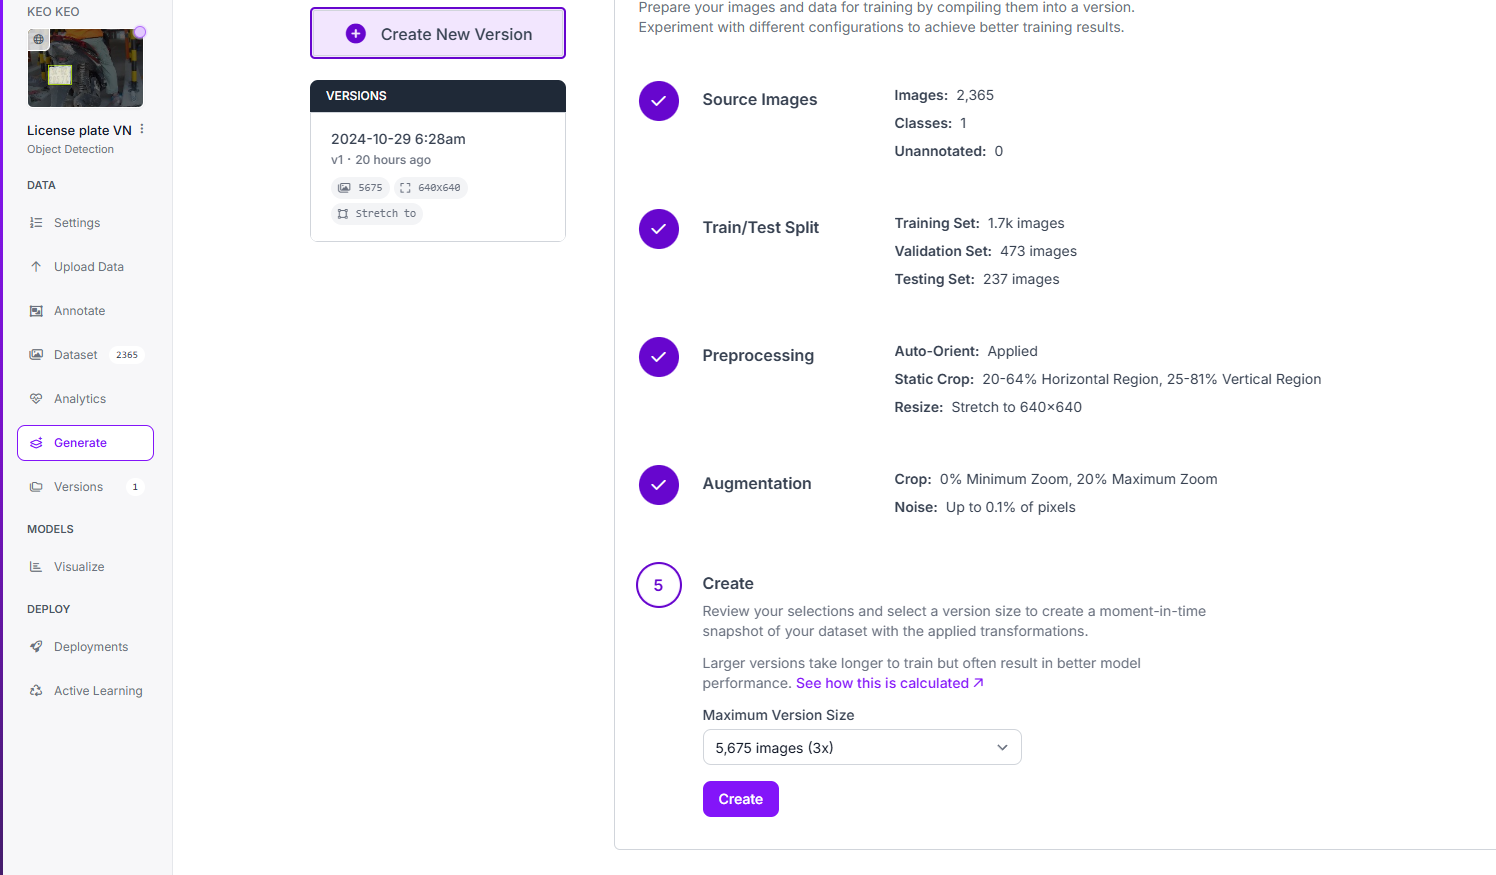 KEO KEO
License plate VN
Object Detection
DATA
Settings
Upload Data
Annotate
Dataset 2365
Analytics
Generate
Versions 1
MODELS
Visualize
DEPLOY
Deployments
Active Learning
Create New Version
VERSIONS
2024-10-29 6:28am
v1 · 20 hours ago
5675 640x640
Stretch to
Prepare your images and data for training by compiling them into a version.
Experiment with different configurations to achieve better training results.
Source Images
Images: 2,365
Classes: 1
Unannotated: 0
Train/Test Split
Training Set: 1.7k images
Validation Set: 473 images
Testing Set: 237 images
Preprocessing
Auto-Orient: Applied
Static Crop: 20-64% Horizontal Region, 25-81% Vertical Region
Resize: Stretch to 640×640
Augmentation
Crop: 0% Minimum Zoom, 20% Maximum Zoom
Noise: Up to 0.1% of pixels
5 Create
Review your selections and select a version size to create a moment-in-time
snapshot of your dataset with the applied transformations.
Larger versions take longer to train but often result in better model
performance. See how this is calculated ↗
Maximum Version Size
5,675 images (3x)
Create